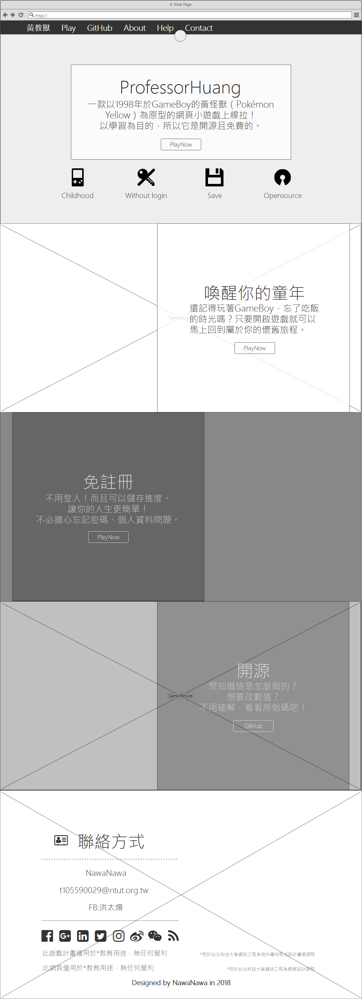 A Web Page
http://
黃教獸 Play GitHub About Help Contact
ProfessorHuang
一款以1998年於GameBoy的黃怪獸（Pokémon
Yellow）為原型的網頁小遊戲上線拉！
以學習為目的，所以它是開源且免費的。
PlayNow
Childhood Without login Save Opensource
喚醒你的童年
還記得玩著GameBoy，忘了吃飯
Game Picture
的時光嗎？只要開啟遊戲就可以
馬上回到屬於你的懷舊旅程。
PlayNow
免註冊
不用登入！而且可以儲存進度。
讓你的人生更簡單！
不必擔心忘記密碼、個人資料問題。
PlayNow
開源
想知道這是怎麼做的？
Game Picture
想要改數值？
不用破解，看看原始碼吧！
GitHub
聯絡方式
NawaNawa
t105590029@ntut.org.tw
FB:洪太煬
此遊戲計畫僅用於*教育用途，無任何營利
*用於台北科技大學資訊工程系物件導向程式設計實習課程
此網頁僅用於*教育用途，無任何營利
*用於台北科技大學資訊工程系網頁設計課程
Designed by NawaNawa in 2018